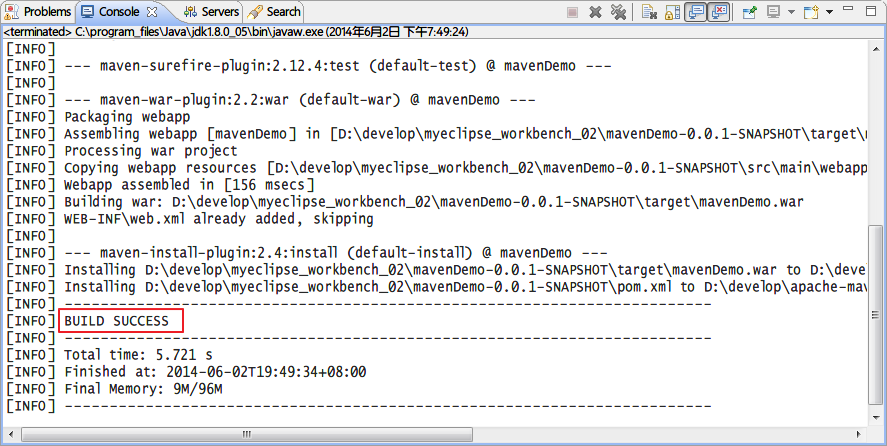 Problems Console Servers Search
<terminated> C:\program_files\Java\jdk1.8.0_05\bin\javaw.exe (2014年6月2日 下午7:49:24)
[INFO]
[INFO] --- maven-surefire-plugin:2.12.4:test (default-test) @ mavenDemo ---
[INFO]
[INFO] --- maven-war-plugin:2.2:war (default-war) @ mavenDemo ---
[INFO] Packaging webapp
[INFO] Assembling webapp [mavenDemo] in [D:\develop\myeclipse_workbench_02\mavenDemo-0.0.1-SNAPSHOT\target\m
[INFO] Processing war project
[INFO] Copying webapp resources [D:\develop\myeclipse_workbench_02\mavenDemo-0.0.1-SNAPSHOT\src\main\webapp
[INFO] Webapp assembled in [156 msecs]
[INFO] Building war: D:\develop\myeclipse_workbench_02\mavenDemo-0.0.1-SNAPSHOT\target\mavenDemo.war
[INFO] WEB-INF\web.xml already added, skipping
[INFO]
[INFO] --- maven-install-plugin:2.4:install (default-install) @ mavenDemo ---
[INFO] Installing D:\develop\myeclipse_workbench_02\mavenDemo-0.0.1-SNAPSHOT\target\mavenDemo.war to D:\deve
[INFO] Installing D:\develop\myeclipse_workbench_02\mavenDemo-0.0.1-SNAPSHOT\pom.xml to D:\develop\apache-mav
[INFO] ------------------------------------------------------------------------
[INFO] BUILD SUCCESS
[INFO] ------------------------------------------------------------------------
[INFO] Total time: 5.721 s
[INFO] Finished at: 2014-06-02T19:49:34+08:00
[INFO] Final Memory: 9M/96M
[INFO] ------------------------------------------------------------------------